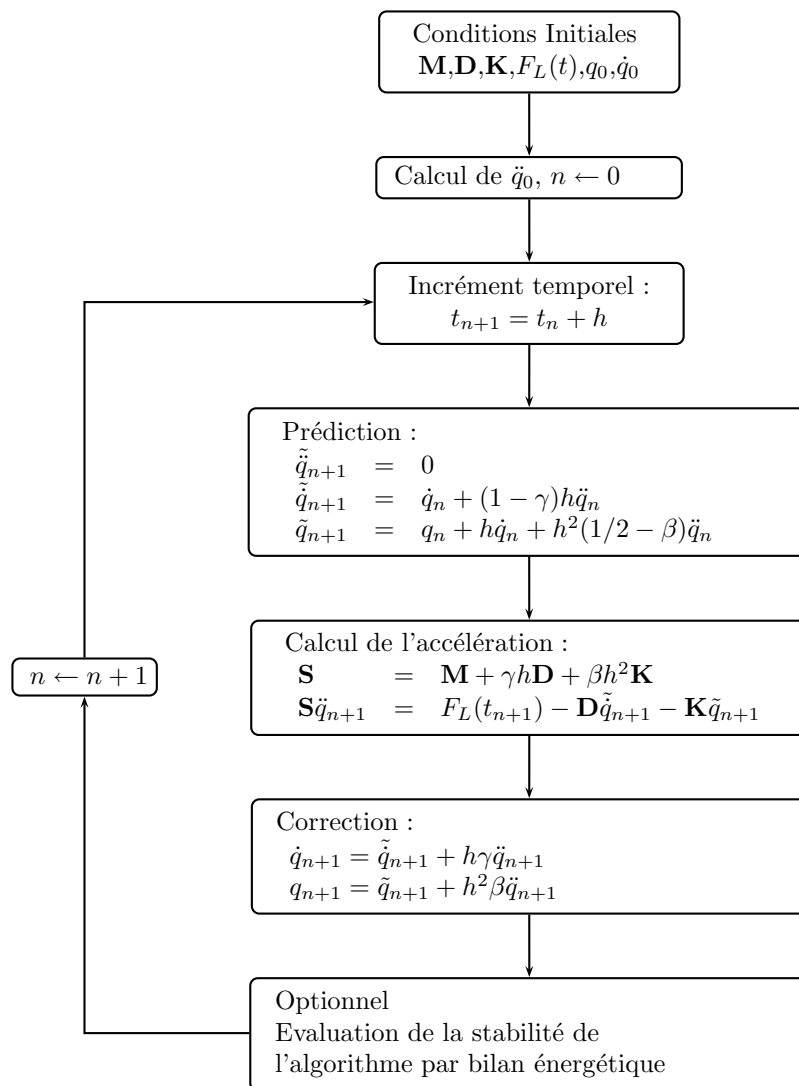 Conditions Initiales
M,D,K,F_L(t),q_0,q̇_0
Calcul de q̈_0, n ← 0
Incrément temporel :
t_{n+1} = t_n + h
Prédiction :
q̈̃_{n+1} = 0
q̇̃_{n+1} = q̇_n + (1 − γ)hq̈_n
q̃_{n+1} = q_n + hq̇_n + h²(1/2 − β)q̈_n
Calcul de l'accélération :
S = M + γhD + βh²K
Sq̈_{n+1} = F_L(t_{n+1}) − Dq̇̃_{n+1} − Kq̃_{n+1}
n ← n + 1
Correction :
q̇_{n+1} = q̇̃_{n+1} + hγq̈_{n+1}
q_{n+1} = q̃_{n+1} + h²βq̈_{n+1}
Optionnel
Evaluation de la stabilité de
l'algorithme par bilan énergétique